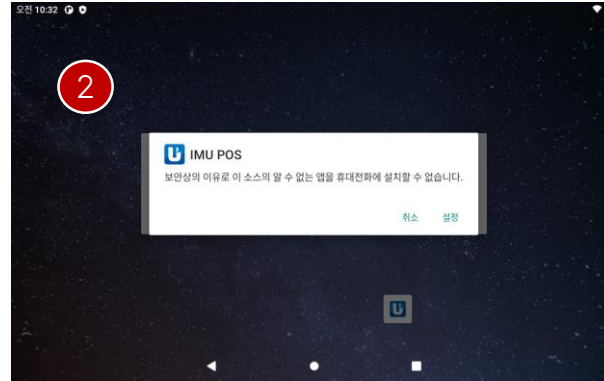 오전 10:32
2
IMU POS
보안상의 이유로 이 소스의 알 수 없는 앱을 휴대전화에 설치할 수 없습니다.
취소 설정